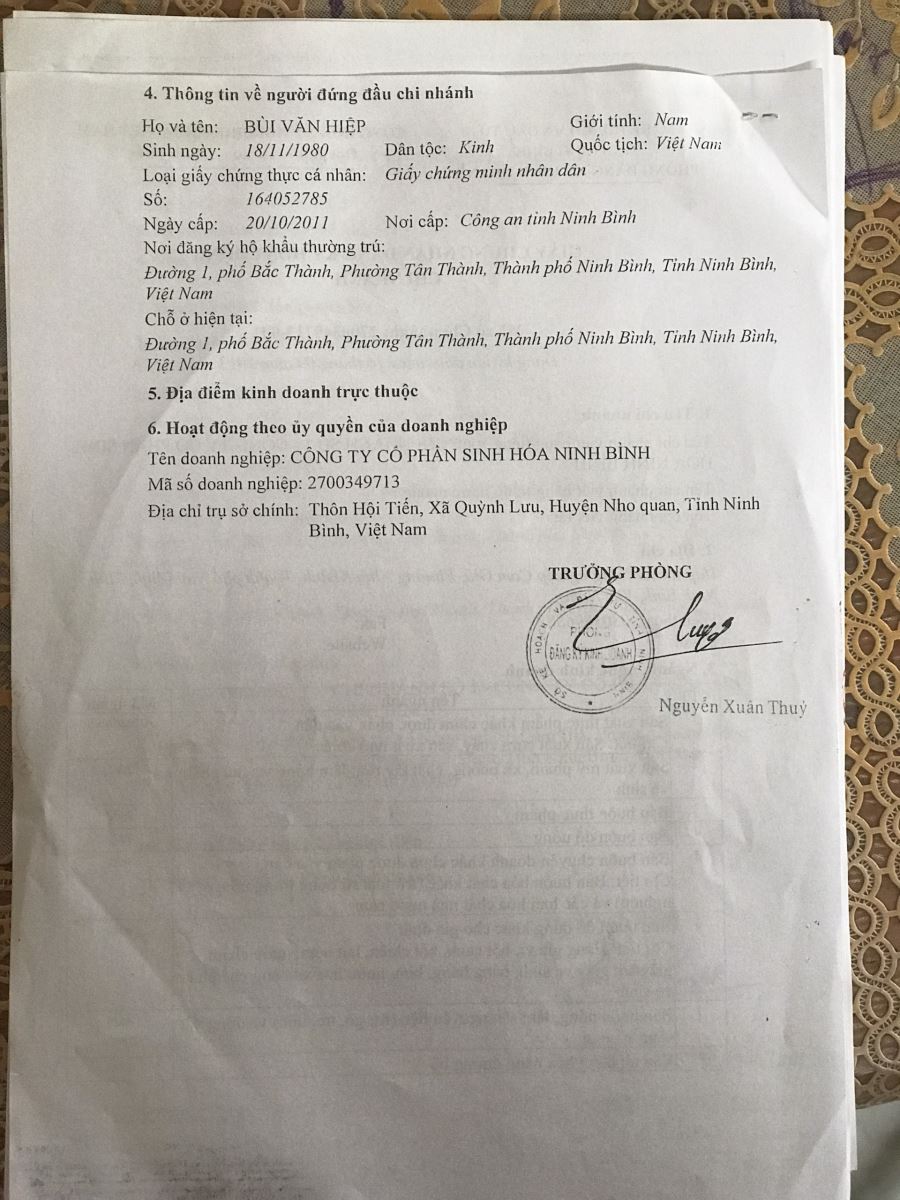 4. Thông tin về người đứng đầu chi nhánh
Họ và tên: BÙI VĂN HIỆP Giới tính: Nam
Sinh ngày: 18/11/1980 Dân tộc: Kinh Quốc tịch: Việt Nam
Loại giấy chứng thực cá nhân: Giấy chứng minh nhân dân
Số: 164052785
Ngày cấp: 20/10/2011 Nơi cấp: Công an tỉnh Ninh Bình
Nơi đăng ký hộ khẩu thường trú:
Đường 1, phố Bắc Thành, Phường Tân Thành, Thành phố Ninh Bình, Tỉnh Ninh Bình,
Việt Nam
Chỗ ở hiện tại:
Đường 1, phố Bắc Thành, Phường Tân Thành, Thành phố Ninh Bình, Tỉnh Ninh Bình,
Việt Nam
5. Địa điểm kinh doanh trực thuộc
6. Hoạt động theo ủy quyền của doanh nghiệp
Tên doanh nghiệp: CÔNG TY CỔ PHẦN SINH HÓA NINH BÌNH
Mã số doanh nghiệp: 2700349713
Địa chỉ trụ sở chính: Thôn Hội Tiến, Xã Quỳnh Lưu, Huyện Nho quan, Tỉnh Ninh
Bình, Việt Nam
TRƯỞNG PHÒNG
PHÒNG
ĐĂNG KÝ KINH DOANH
Nguyễn Xuân Thuỷ